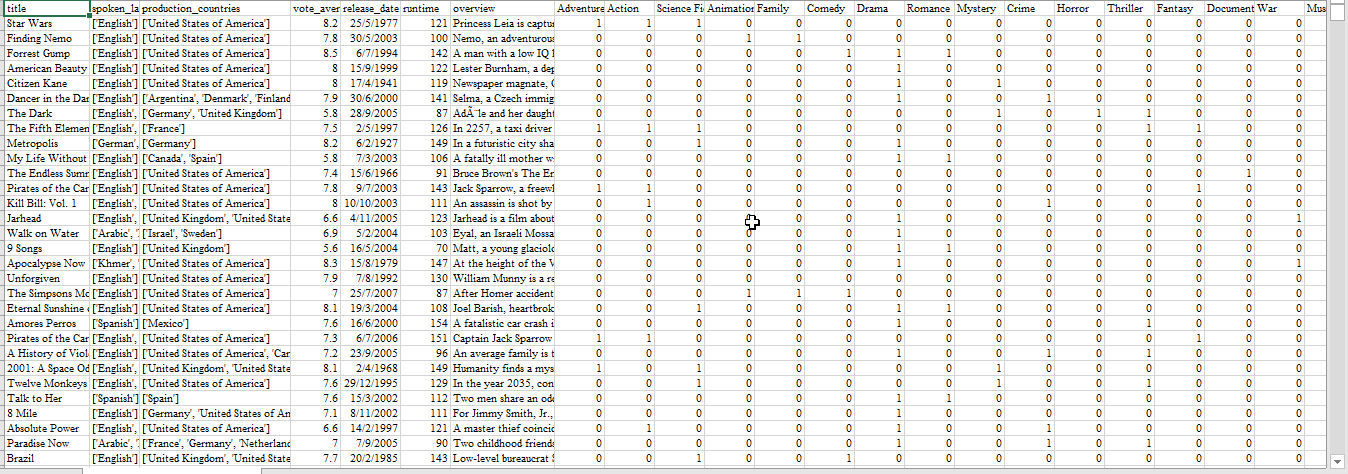 title spoken_la production_countries vote_aver release_date runtime overview Adventure Action Science Fi Animation Family Comedy Drama Romance Mystery Crime Horror Thriller Fantasy Document War Mus
Star Wars ['English'] ['United States of America'] 8.2 25/5/1977 121 Princess Leia is captur 1 1 1 0 0 0 0 0 0 0 0 0 0 0 0
Finding Nemo ['English'] ['United States of America'] 7.8 30/5/2003 100 Nemo, an adventurous 0 0 0 1 1 0 0 0 0 0 0 0 0 0 0
Forrest Gump ['English'] ['United States of America'] 8.5 6/7/1994 142 A man with a low IQ 0 0 0 0 0 1 1 1 0 0 0 0 0 0 0
American Beauty ['English'] ['United States of America'] 8 15/9/1999 122 Lester Burnham, a dep 0 0 0 0 0 0 1 0 0 0 0 0 0 0 0
Citizen Kane ['English'] ['United States of America'] 8 17/4/1941 119 Newspaper magnate, 0 0 0 0 0 0 1 0 1 0 0 0 0 0 0
Dancer in the Dar ['English', ['Argentina', 'Denmark', 'Finland 7.9 30/6/2000 141 Selma, a Czech immig 0 0 0 0 0 0 1 0 0 1 0 0 0 0 0
The Dark ['English', ['Germany', 'United Kingdom'] 5.8 28/9/2005 87 AdÃ¨le and her daught 0 0 0 0 0 0 0 0 1 0 1 1 0 0 0
The Fifth Elemen ['English', ['France'] 7.5 2/5/1997 126 In 2257, a taxi driver 1 1 1 0 0 0 0 0 0 0 0 1 1 0 0
Metropolis ['German', ['Germany'] 8.2 6/2/1927 149 In a futuristic city sha 0 0 1 0 0 0 1 0 0 0 0 0 0 0 0
My Life Without ['English'] ['Canada', 'Spain'] 5.8 7/3/2003 106 A fatally ill mother w 0 0 0 0 0 0 1 1 0 0 0 0 0 0 0
The Endless Sum ['English'] ['United States of America'] 7.4 15/6/1966 91 Bruce Brown's The En 0 0 0 0 0 0 0 0 0 0 0 0 0 1 0
Pirates of the Car ['English', ['United States of America'] 7.8 9/7/2003 143 Jack Sparrow, a freewl 1 1 0 0 0 0 0 0 0 0 0 0 1 0 0
Kill Bill: Vol. 1 ['English', ['United States of America'] 8 10/10/2003 111 An assassin is shot by 0 1 0 0 0 0 0 0 0 1 0 0 0 0 0
Jarhead ['English', ['United Kingdom', 'United State 6.6 4/11/2005 123 Jarhead is a film about 0 0 0 0 0 0 1 0 0 0 0 0 0 0 1
Walk on Water ['Arabic', ' ['Israel', 'Sweden'] 6.9 5/2/2004 103 Eyal, an Israeli Mossa 0 0 0 0 0 0 1 0 0 0 0 0 0 0 0
9 Songs ['English'] ['United Kingdom'] 5.6 16/5/2004 70 Matt, a young glaciolo 0 0 0 0 0 0 1 1 0 0 0 0 0 0 0
Apocalypse Now ['Khmer', ' ['United States of America'] 8.3 15/8/1979 147 At the height of the V 0 0 0 0 0 0 1 0 0 0 0 0 0 0 1
Unforgiven ['English'] ['United States of America'] 7.9 7/8/1992 130 William Munny is a re 0 0 0 0 0 0 0 0 0 0 0 0 0 0 0
The Simpsons Mo ['English'] ['United States of America'] 7 25/7/2007 87 After Homer accident 0 0 0 1 1 1 0 0 0 0 0 0 0 0 0
Eternal Sunshine ['English'] ['United States of America'] 8.1 19/3/2004 108 Joel Barish, heartbrok 0 0 1 0 0 0 1 1 0 0 0 0 0 0 0
Amores Perros ['Spanish'] ['Mexico'] 7.6 16/6/2000 154 A fatalistic car crash i 0 0 0 0 0 0 1 0 0 0 0 1 0 0 0
Pirates of the Car ['English', ['United States of America'] 7.3 6/7/2006 151 Captain Jack Sparrow 1 1 0 0 0 0 0 0 0 0 0 0 1 0 0
A History of Viol ['English'] ['United States of America', 'Can 7.2 23/9/2005 96 An average family is t 0 0 0 0 0 0 1 0 0 1 0 1 0 0 0
2001: A Space Od ['English', ['United Kingdom', 'United State 8.1 2/4/1968 149 Humanity finds a mys 1 0 1 0 0 0 0 0 1 0 0 0 0 0 0
Twelve Monkeys ['English', ['United States of America'] 7.6 29/12/1995 129 In the year 2035, con 0 0 1 0 0 0 0 0 1 0 0 1 0 0 0
Talk to Her ['Spanish'] ['Spain'] 7.6 15/3/2002 112 Two men share an odd 0 0 0 0 0 0 1 1 0 0 0 0 0 0 0
8 Mile ['English'] ['Germany', 'United States of Am 7.1 8/11/2002 111 For Jimmy Smith, Jr., 0 0 0 0 0 0 1 0 0 0 0 0 0 0 0
Absolute Power ['English'] ['United States of America'] 6.6 14/2/1997 121 A master thief coincid 0 1 0 0 0 0 1 0 0 1 0 1 0 0 0
Paradise Now ['Arabic', ' ['France', 'Germany', 'Netherland 7 7/9/2005 90 Two childhood friends 0 0 0 0 0 0 1 0 0 1 0 1 0 0 0
Brazil ['English'] ['United Kingdom', 'United State 7.7 20/2/1985 143 Low-level bureaucrat 0 0 1 0 0 1 0 0 0 0 0 0 0 0 0